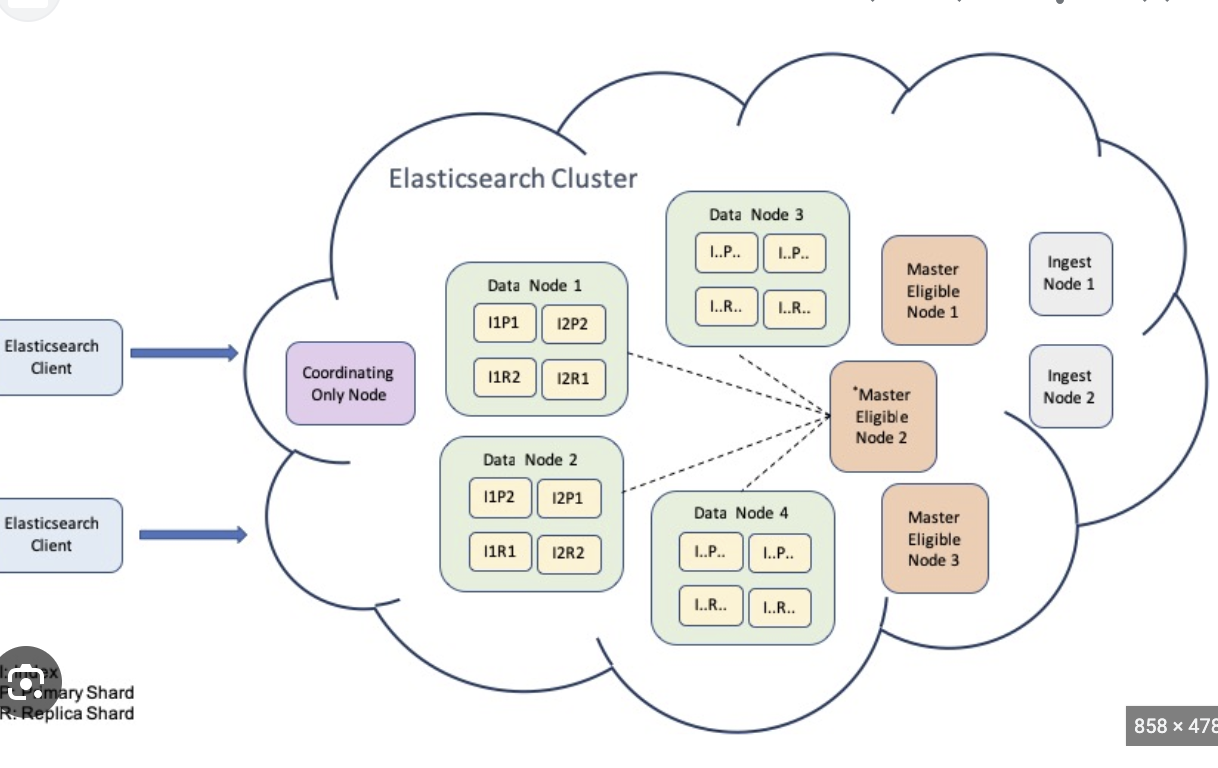 Elasticsearch Cluster
Data Node 3
I..P.. I..P..
I..R.. I..R..
Master
Eligible
Node 1
Ingest
Node 1
Data Node 1
I1P1 I2P2
I1R2 I2R1
Elasticsearch
Client
Coordinating
Only Node
*Master
Eligible
Node 2
Ingest
Node 2
Data Node 2
I1P2 I2P1
I1R1 I2R2
Data Node 4
I..P.. I..P..
I..R.. I..R..
Master
Eligible
Node 3
Elasticsearch
Client
I: Index
P: Primary Shard
R: Replica Shard
858 × 478